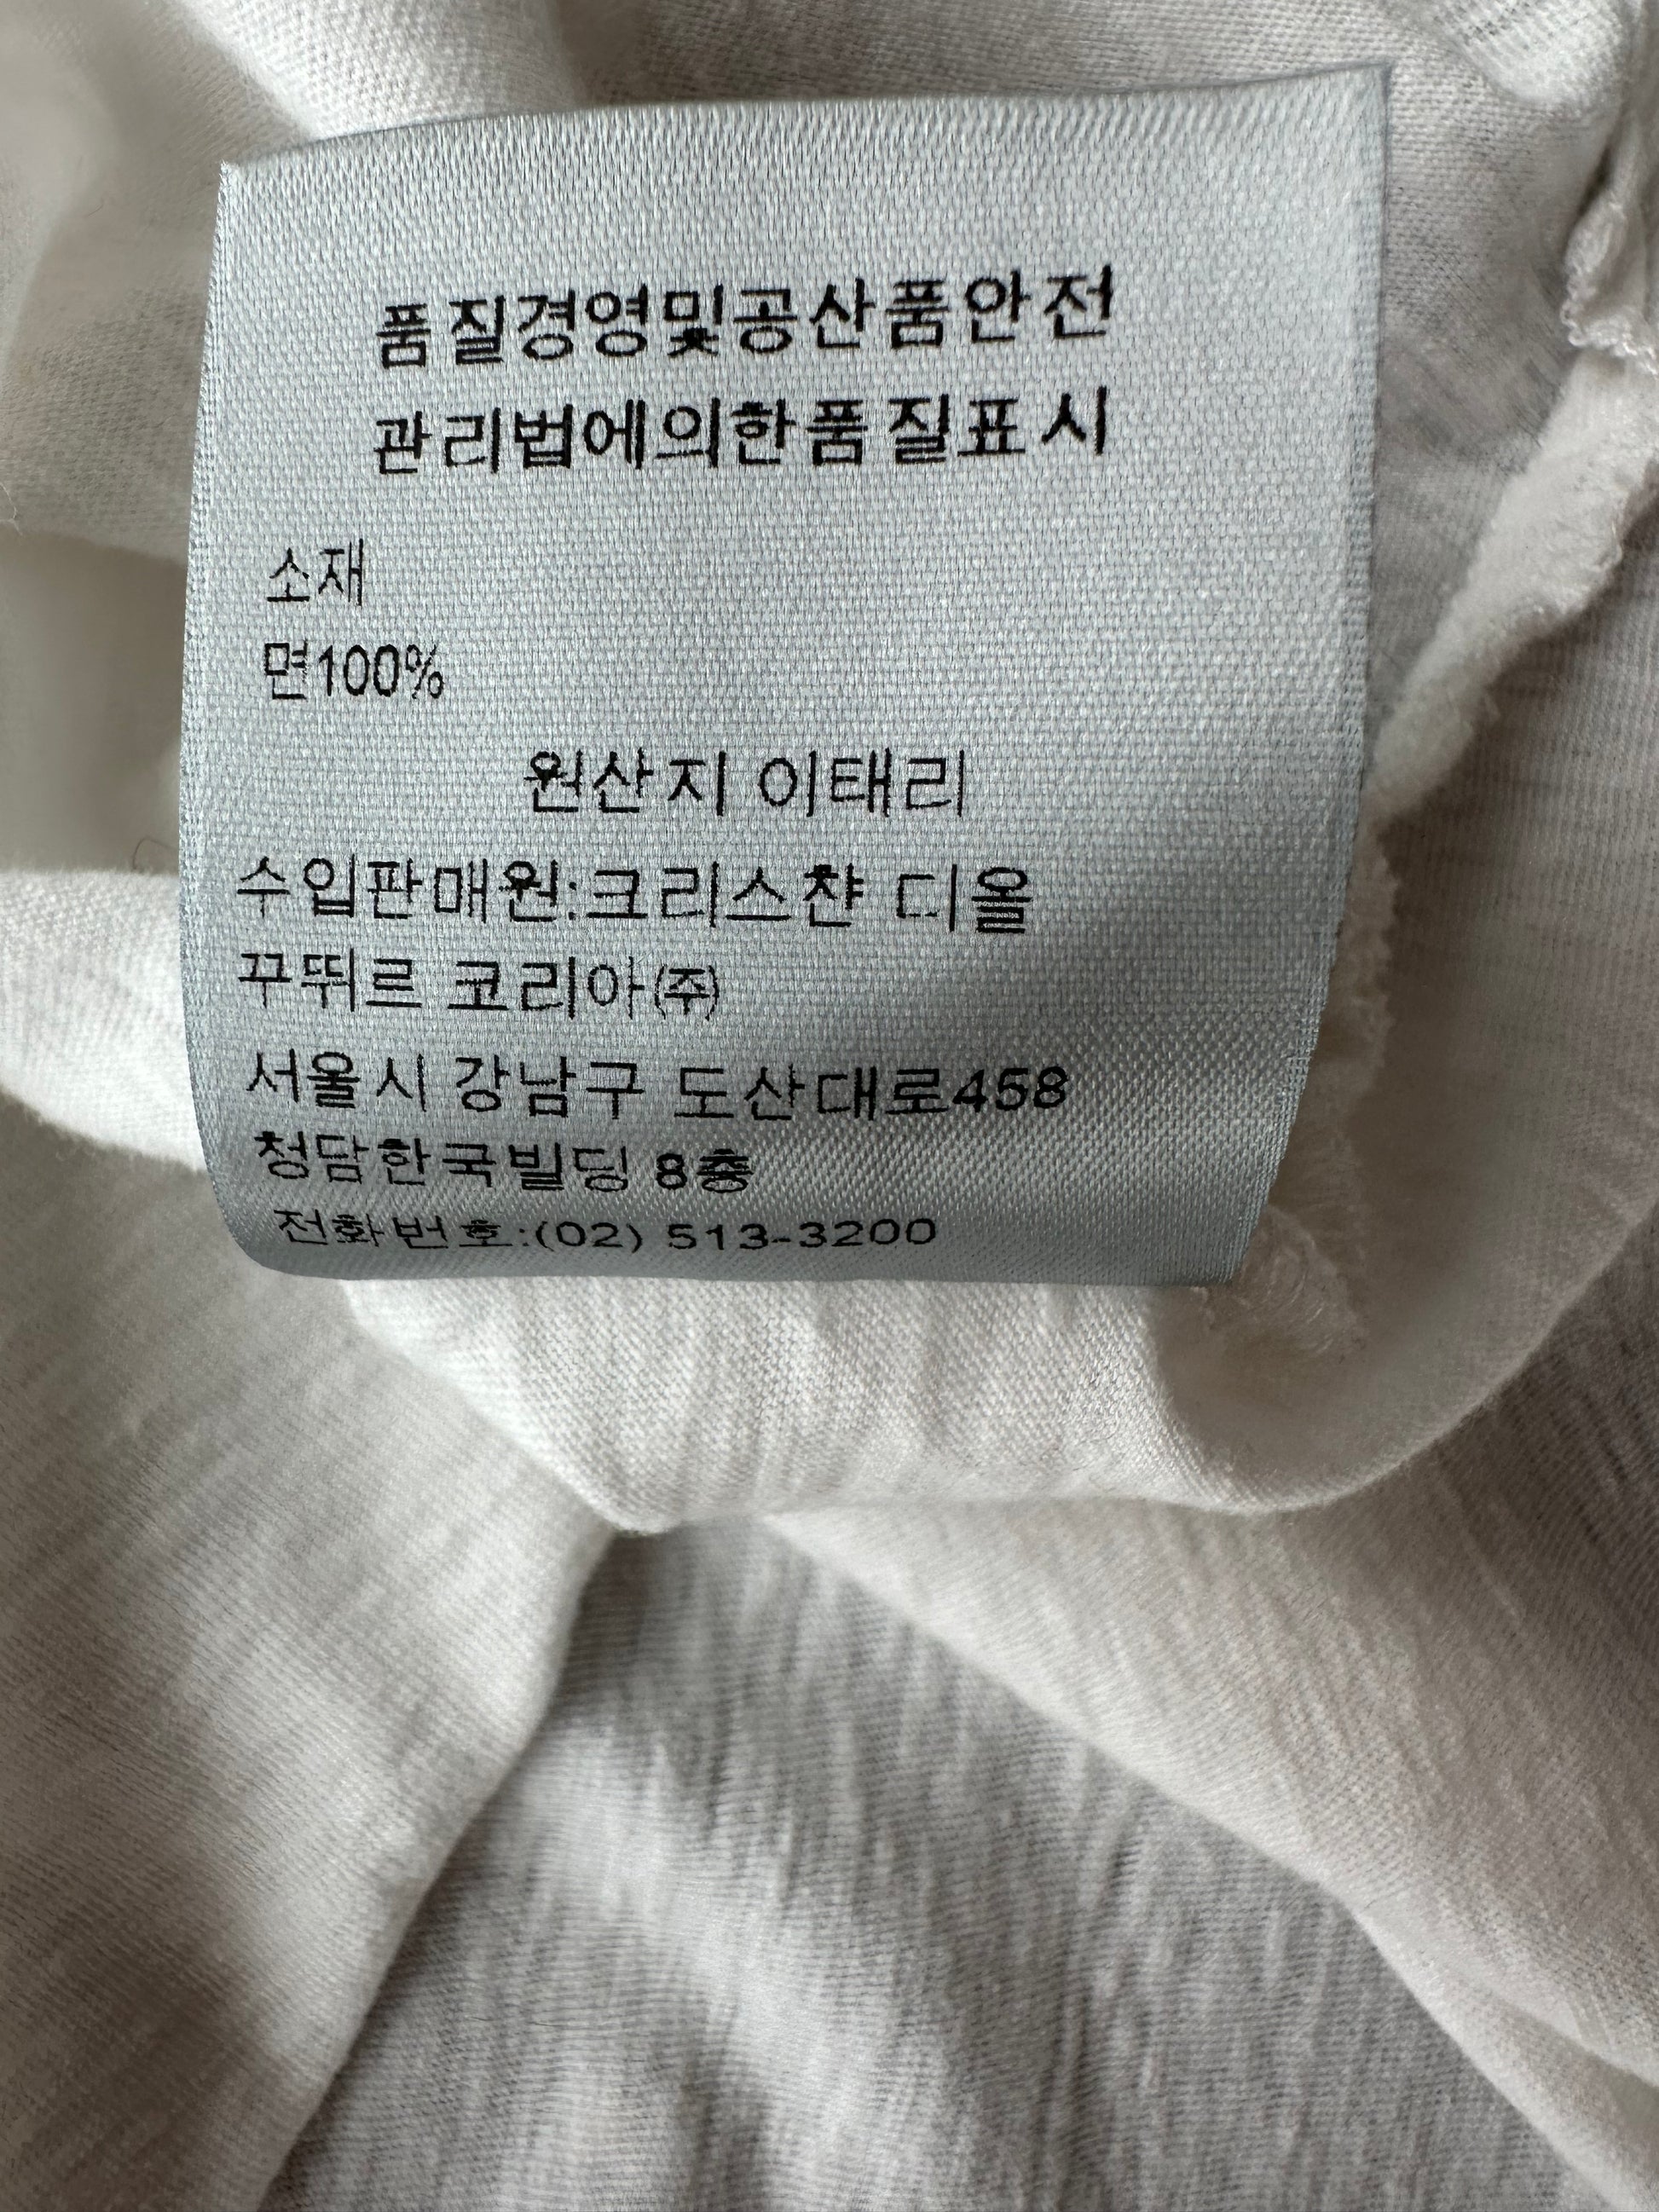 품질경영및공산품안전
관리법에의한품질표시
소재
면100%
원산지 이태리
수입판매원:크리스챤 디올
꾸뛰르 코리아㈜
서울시 강남구 도산대로458
청담한국빌딩 8층
전화번호:(02) 513-3200